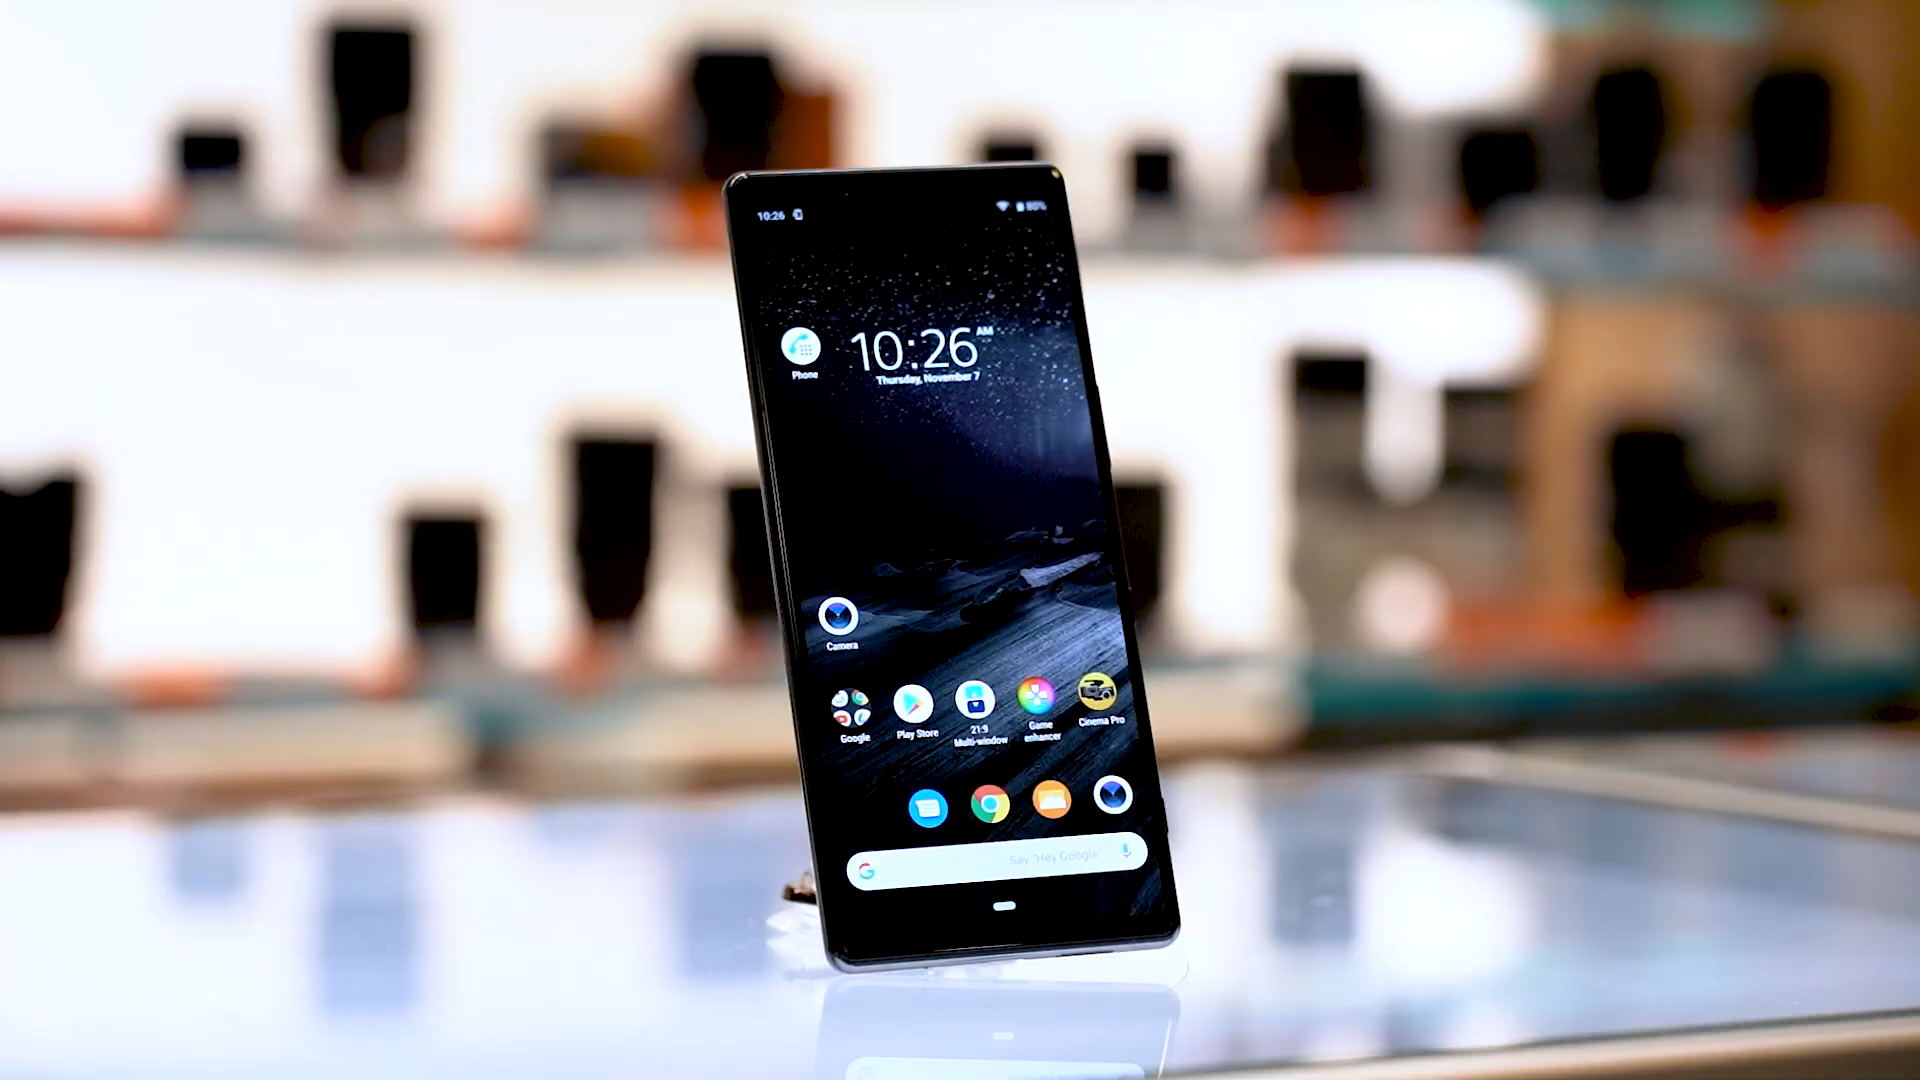 10:26
80%
Phone
10:26 AM
Thursday, November 7
Camera
Google
Play Store
21:9
Multi-window
Game
enhancer
Cinema Pro
G Say "Hey Google"